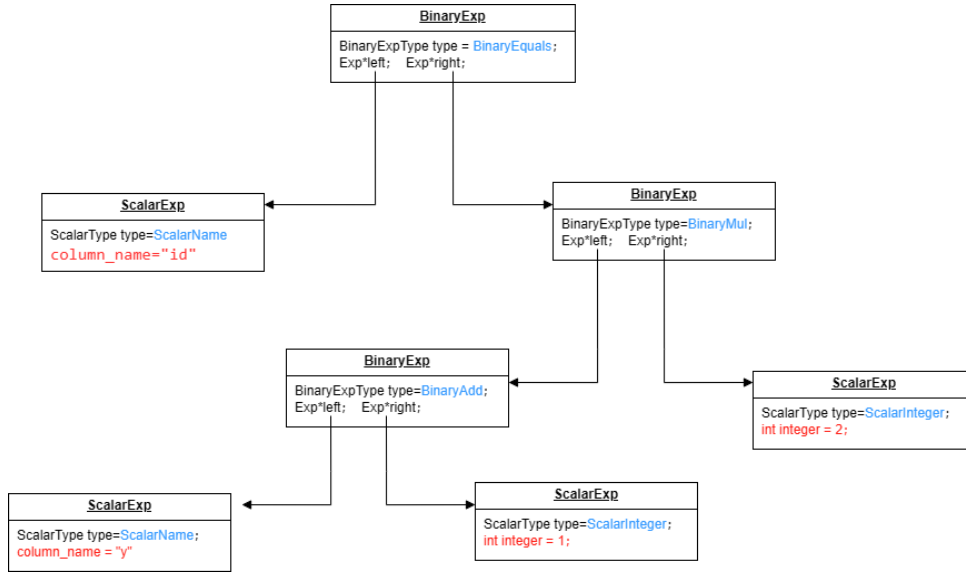 BinaryExp
BinaryExpType type = BinaryEquals;
Exp*left; Exp*right;
ScalarExp
ScalarType type=ScalarName
column_name="id"
BinaryExp
BinaryExpType type=BinaryMul;
Exp*left; Exp*right;
BinaryExp
BinaryExpType type=BinaryAdd;
Exp*left; Exp*right;
ScalarExp
ScalarType type=ScalarInteger;
int integer = 2;
ScalarExp
ScalarType type=ScalarName;
column_name = "y"
ScalarExp
ScalarType type=ScalarInteger;
int integer = 1;